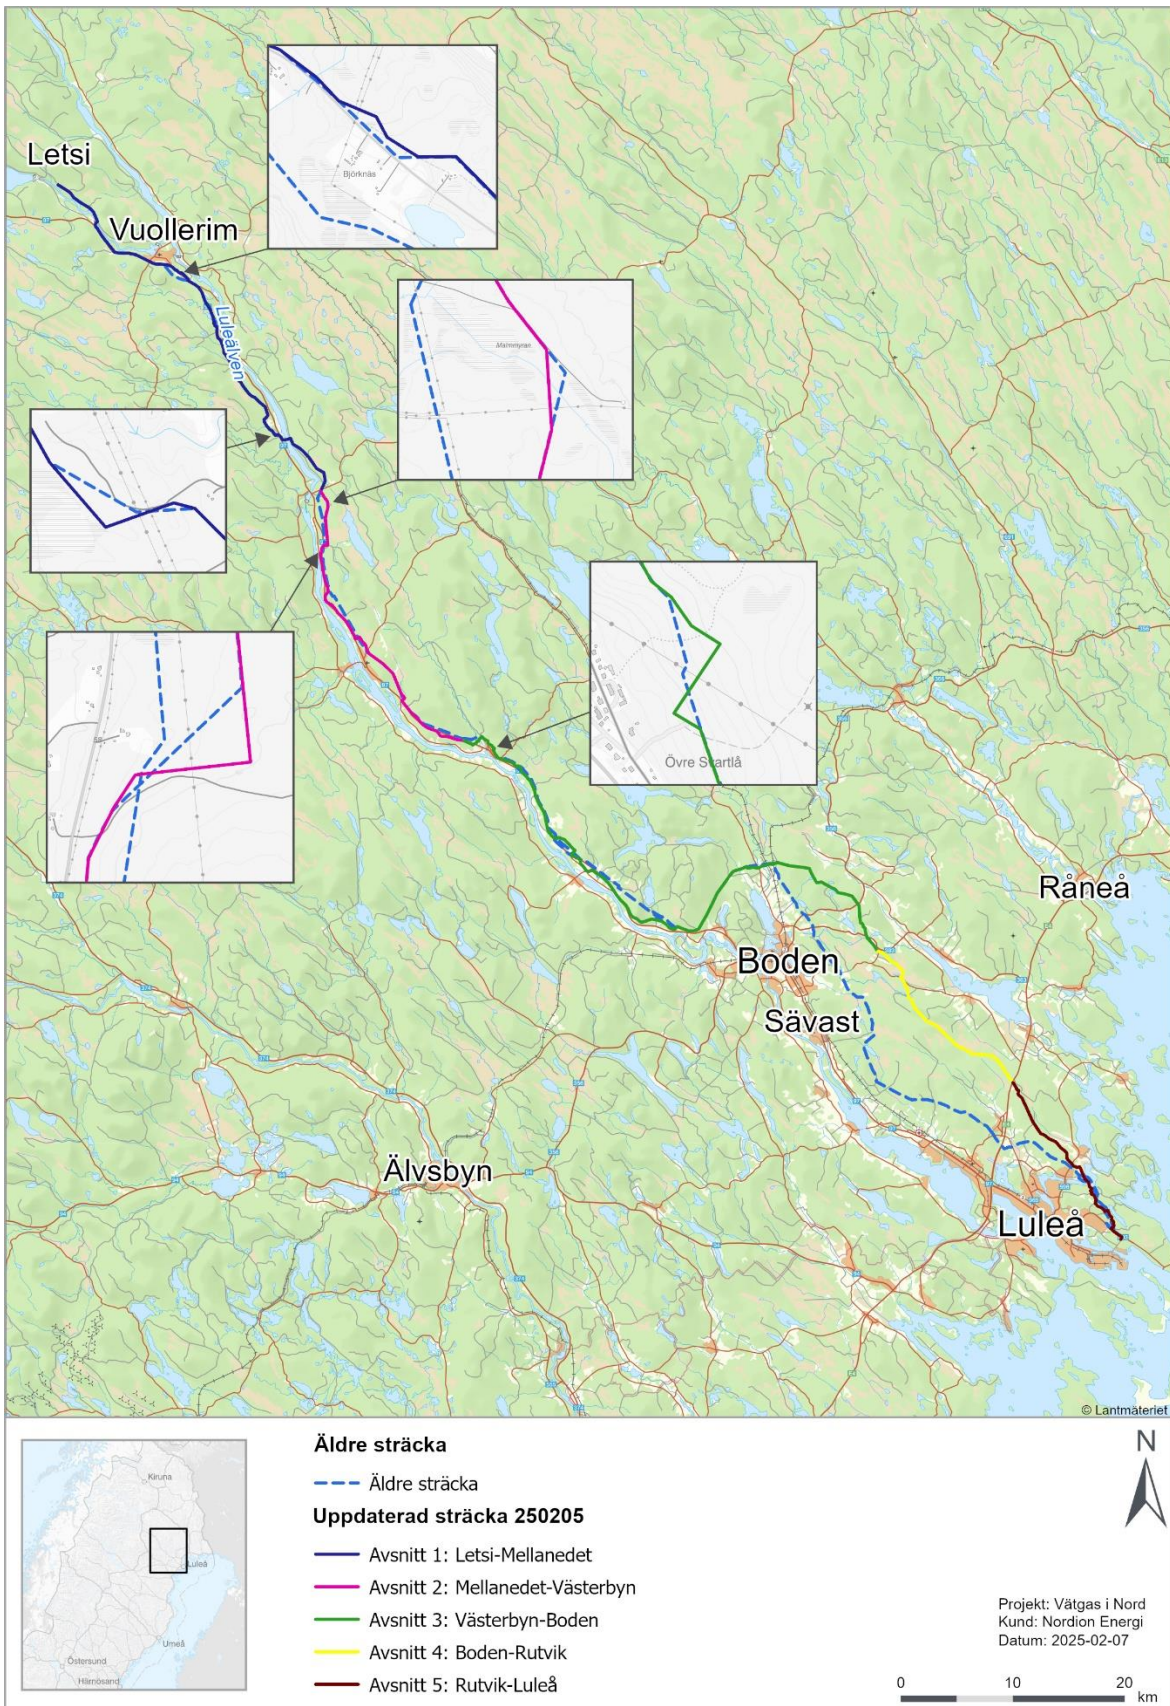 Letsi
Vuollerim
Björknäs
Luleälven
Malmmyran
Övre Svartlå
Råneå
Boden
Sävast
Älvsbyn
Luleå
© Lantmäteriet
Kiruna
Luleå
Umeå
Östersund
Härnösand
Äldre sträcka
Äldre sträcka
Uppdaterad sträcka 250205
Avsnitt 1: Letsi-Mellanedet
Avsnitt 2: Mellanedet-Västerbyn
Avsnitt 3: Västerbyn-Boden
Avsnitt 4: Boden-Rutvik
Avsnitt 5: Rutvik-Luleå
N
Projekt: Vätgas i Nord
Kund: Nordion Energi
Datum: 2025-02-07
0 10 20
km